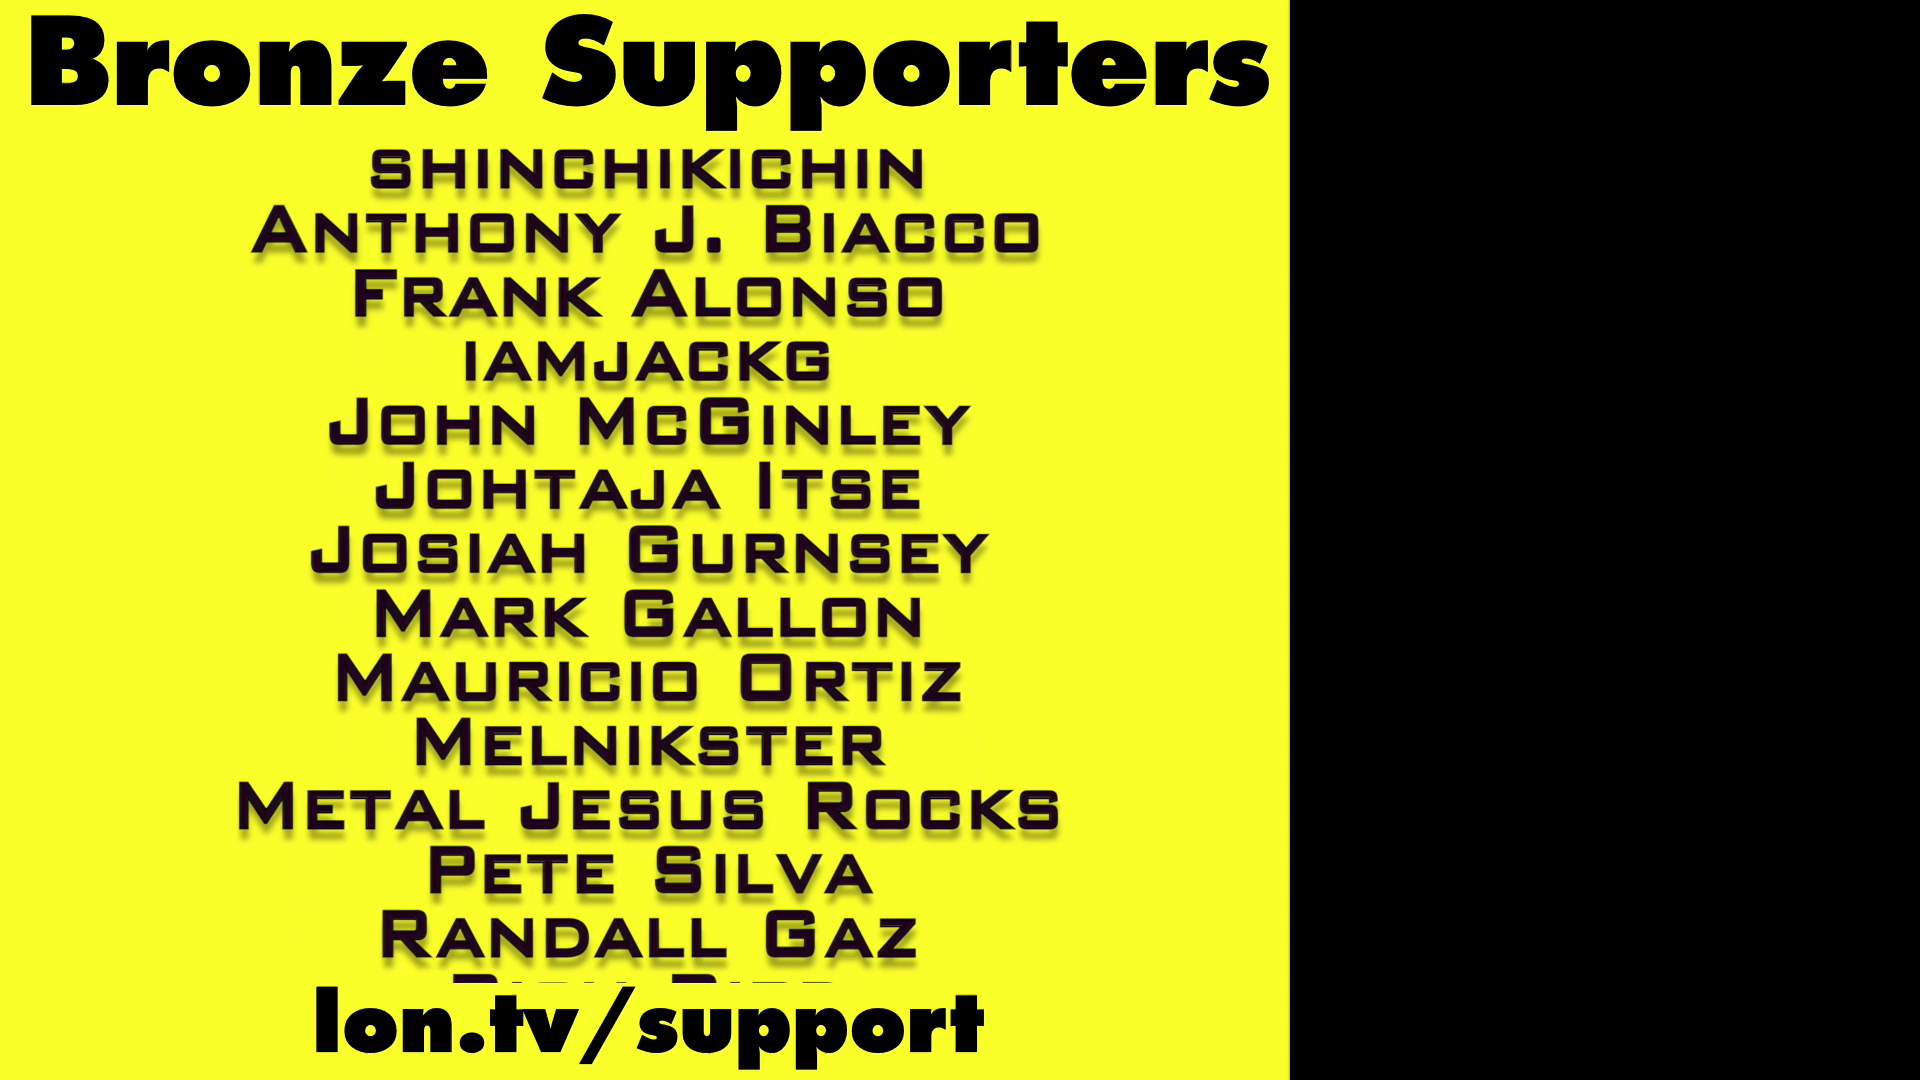 Bronze Supporters
SHINCHIKICHIN
ANTHONY J. BIACCO
FRANK ALONSO
IAMJACKG
JOHN MCGINLEY
JOHTAJA ITSE
JOSIAH GURNSEY
MARK GALLON
MAURICIO ORTIZ
MELNIKSTER
METAL JESUS ROCKS
PETE SILVA
RANDALL GAZ
lon.tv/support